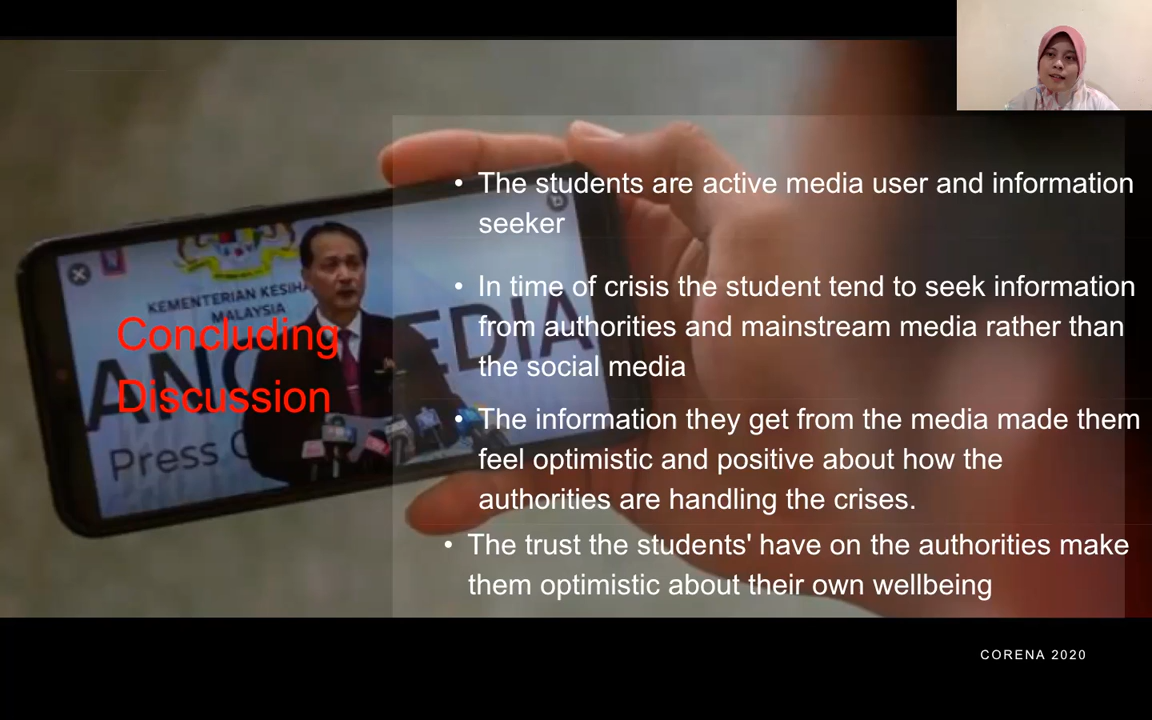 KEMENTERIAN KESIHA
MALAYSIA
EDIA
Press C
Concluding
Discussion
• The students are active media user and information
seeker
• In time of crisis the student tend to seek information
from authorities and mainstream media rather than
the social media
• The information they get from the media made them
feel optimistic and positive about how the
authorities are handling the crises.
• The trust the students' have on the authorities make
them optimistic about their own wellbeing
CORENA 2020